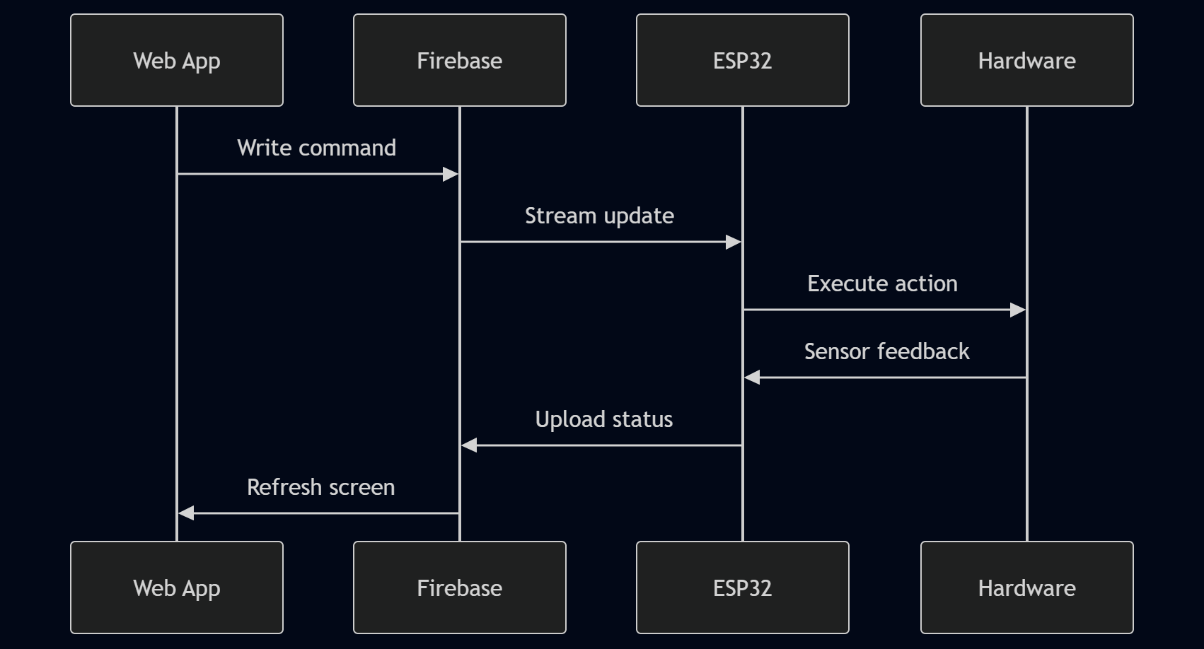 Web App
Firebase
ESP32
Hardware
Write command
Stream update
Execute action
Sensor feedback
Upload status
Refresh screen
Web App
Firebase
ESP32
Hardware